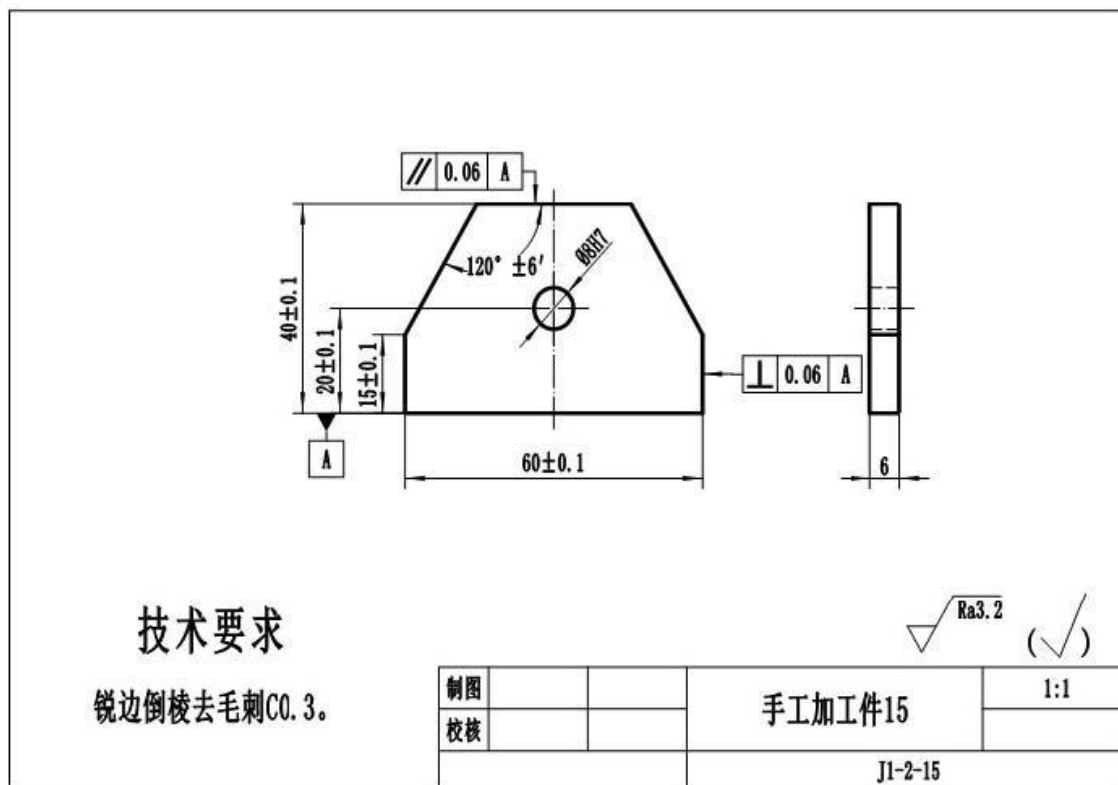 // 0.06 A
120° ±6′
Ø8H7
40±0.1
20±0.1
15±0.1
⊥ 0.06 A
A
60±0.1
6
技术要求
锐边倒棱去毛刺C0.3。
Ra3.2
(√)
制图
手工加工件15
1:1
校核
J1-2-15